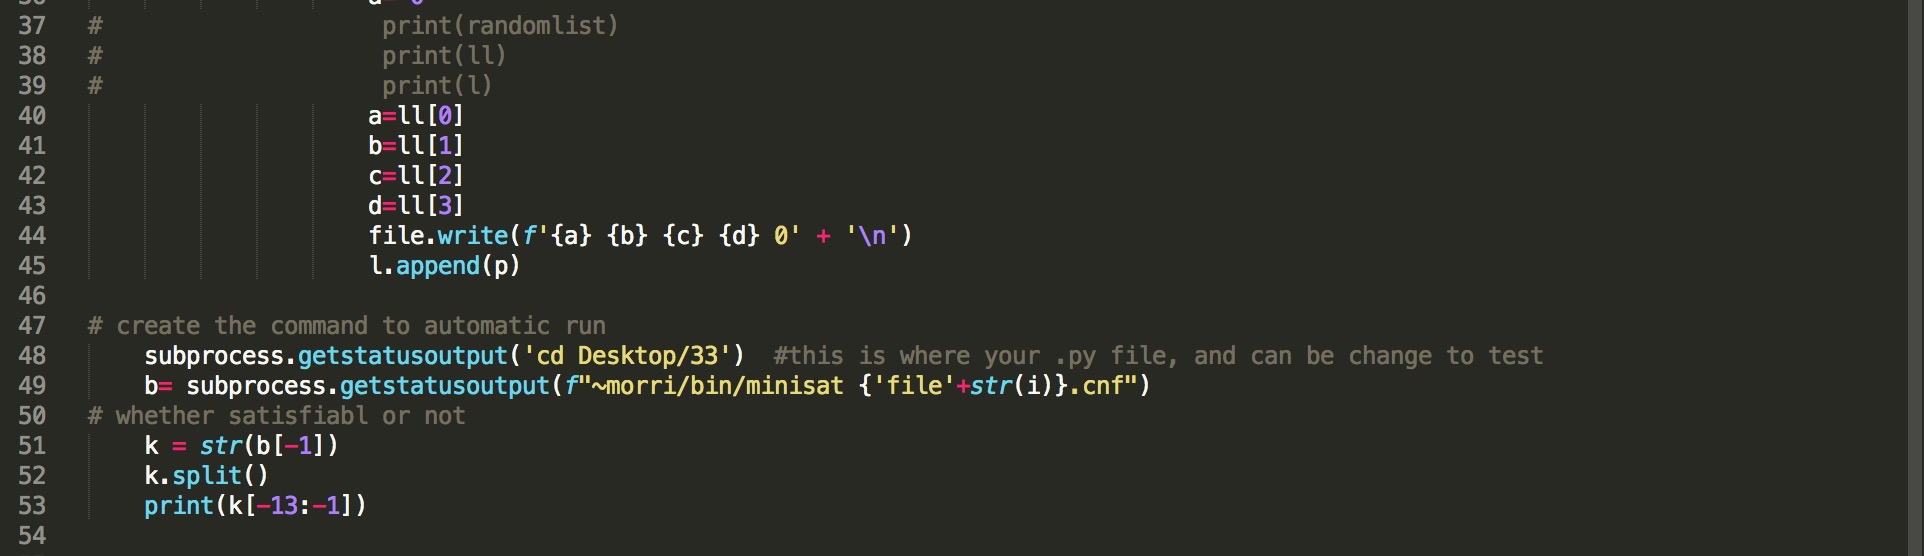 37 # print(randomlist)
38 # print(ll)
39 # print(l)
40 a=ll[0]
41 b=ll[1]
42 c=ll[2]
43 d=ll[3]
44 file.write(f'{a} {b} {c} {d} 0' + '\n')
45 l.append(p)
46
47 # create the command to automatic run
48 subprocess.getstatusoutput('cd Desktop/33') #this is where your .py file, and can be change to test
49 b= subprocess.getstatusoutput(f"~morri/bin/minisat {'file'+str(i)}.cnf")
50 # whether satisfiabl or not
51 k = str(b[-1])
52 k.split()
53 print(k[-13:-1])
54